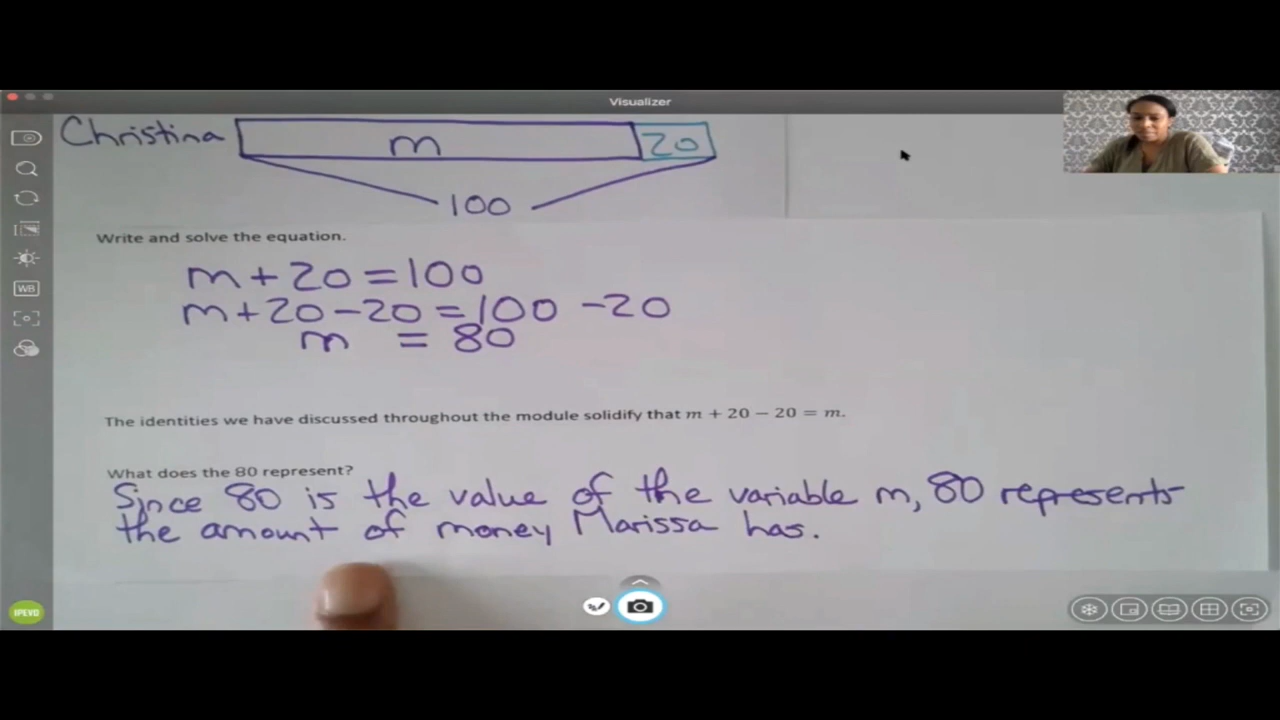 Visualizer
Christina
m
20
100
Write and solve the equation.
m + 20 = 100
m + 20 - 20 = 100 - 20
m = 80
The identities we have discussed throughout the module solidify that m + 20 − 20 = m.
What does the 80 represent?
Since 80 is the value of the variable m, 80 represents
the amount of money Marissa has.
WB
IPEVO